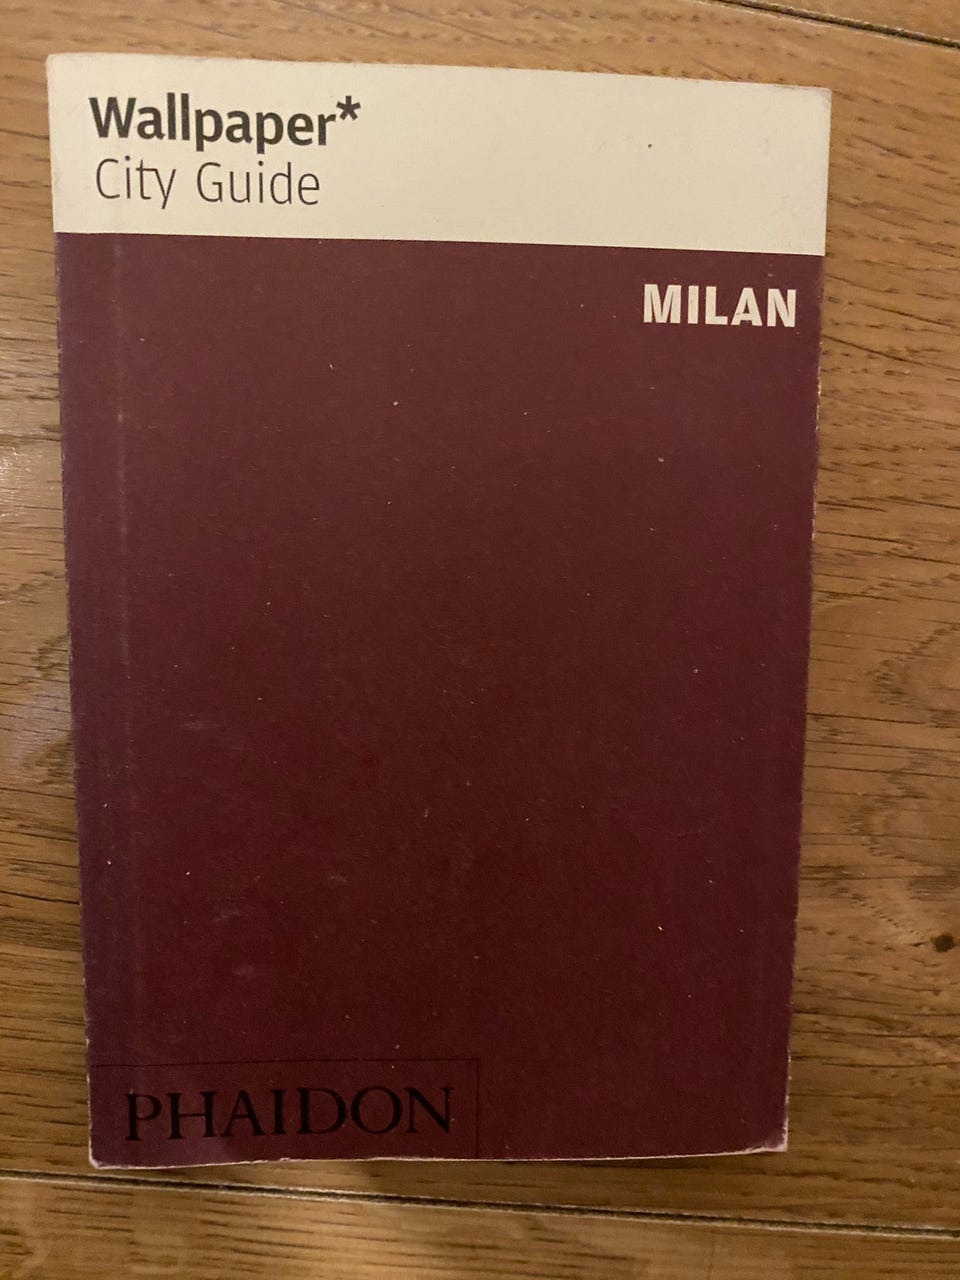 Wallpaper*
City Guide
MILAN
PHAIDON